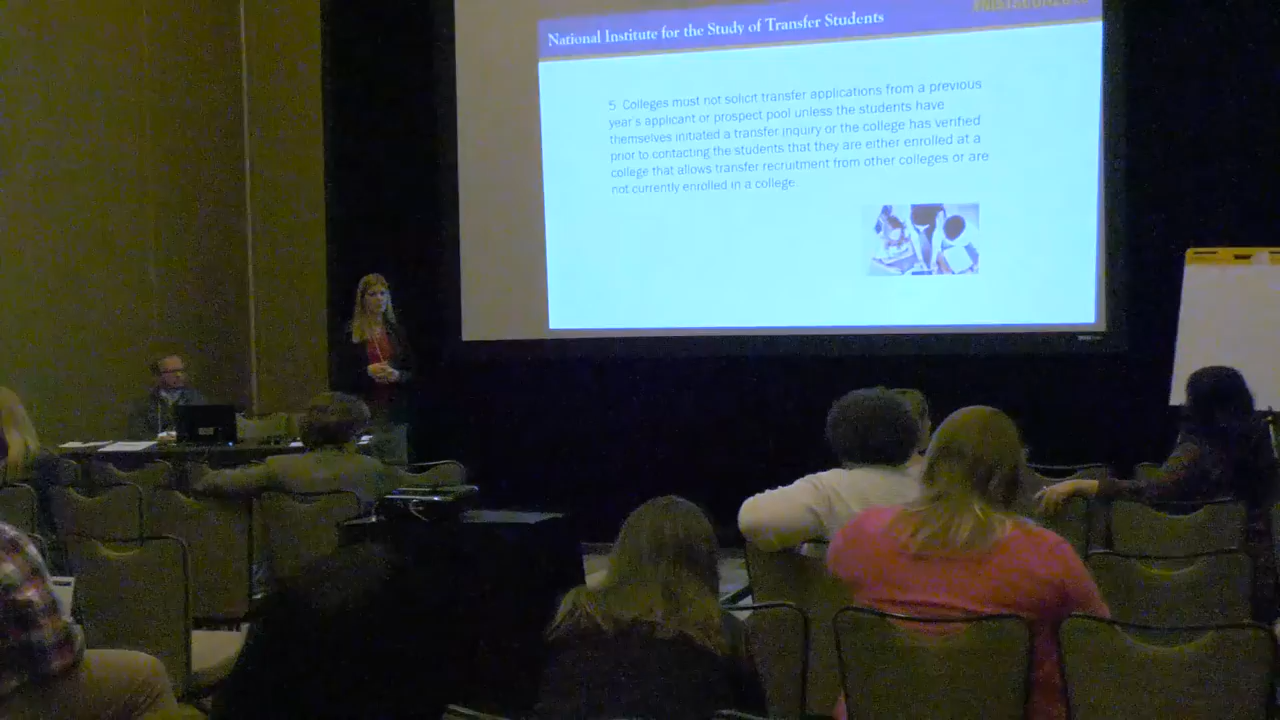 National Institute for the Study of Transfer Students
5 Colleges must not solicit transfer applications from a previous
year's applicant or prospect pool unless the students have
themselves initiated a transfer inquiry or the college has verified
prior to contacting the students that they are either enrolled at a
college that allows transfer recruitment from other colleges or are
not currently enrolled in a college